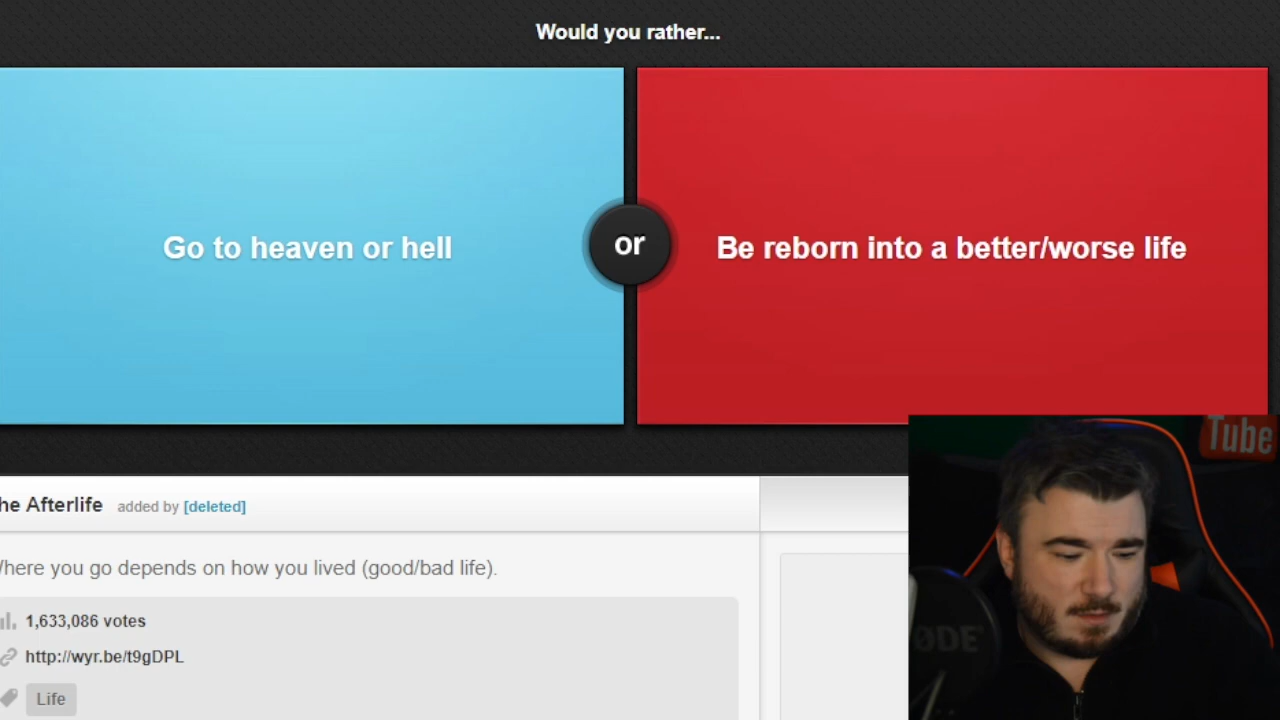 Would you rather...
Go to heaven or hell
or
Be reborn into a better/worse life
he Afterlife added by [deleted]
here you go depends on how you lived (good/bad life).
1,633,086 votes
http://wyr.be/t9gDPL
Life
Tube
RØDE